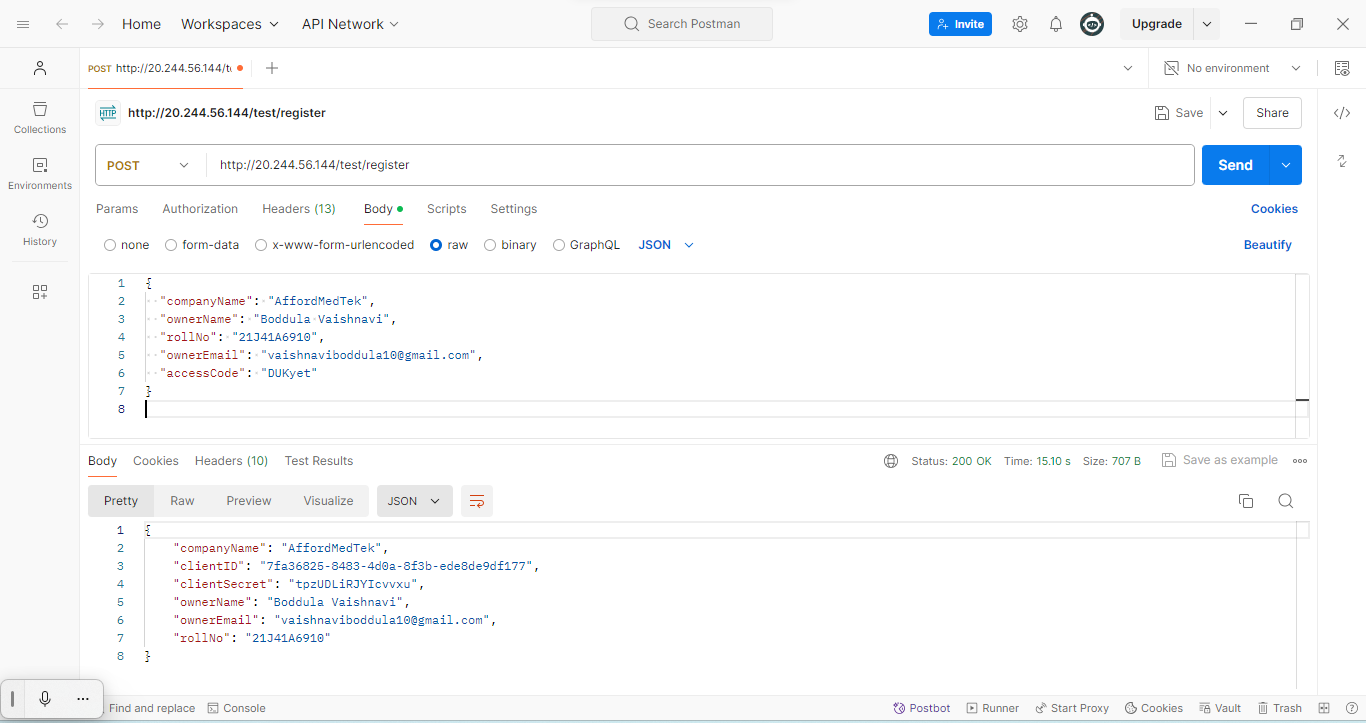 Home Workspaces API Network Search Postman Invite Upgrade
POST http://20.244.56.144/t No environment
HTTP http://20.244.56.144/test/register Save Share
Collections
POST http://20.244.56.144/test/register Send
Environments
Params Authorization Headers (13) Body Scripts Settings Cookies
History
none form-data x-www-form-urlencoded raw binary GraphQL JSON Beautify
1 {
2 "companyName": "AffordMedTek",
3 "ownerName": "Boddula Vaishnavi",
4 "rollNo": "21J41A6910",
5 "ownerEmail": "vaishnaviboddula10@gmail.com",
6 "accessCode": "DUKyet"
7 }
8
Body Cookies Headers (10) Test Results Status: 200 OK Time: 15.10 s Size: 707 B Save as example
Pretty Raw Preview Visualize JSON
1 {
2 "companyName": "AffordMedTek",
3 "clientID": "7fa36825-8483-4d0a-8f3b-ede8de9df177",
4 "clientSecret": "tpzUDLiRJYIcvvxu",
5 "ownerName": "Boddula Vaishnavi",
6 "ownerEmail": "vaishnaviboddula10@gmail.com",
7 "rollNo": "21J41A6910"
8 }
Find and replace Console Postbot Runner Start Proxy Cookies Vault Trash